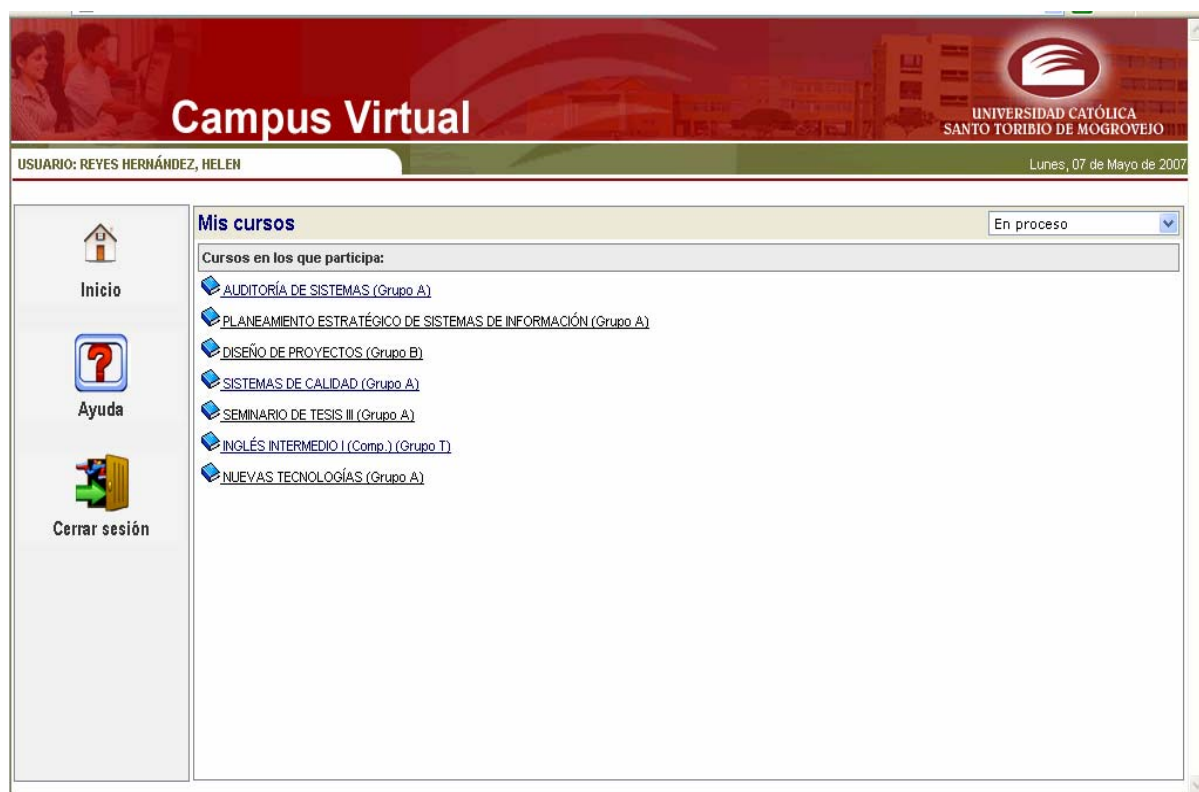 Campus Virtual
UNIVERSIDAD CATÓLICA
SANTO TORIBIO DE MOGROVEJO
USUARIO: REYES HERNÁNDEZ, HELEN
Lunes, 07 de Mayo de 2007
Inicio
Ayuda
Cerrar sesión
Mis cursos
En proceso
Cursos en los que participa:
AUDITORÍA DE SISTEMAS (Grupo A)
PLANEAMIENTO ESTRATÉGICO DE SISTEMAS DE INFORMACIÓN (Grupo A)
DISEÑO DE PROYECTOS (Grupo B)
SISTEMAS DE CALIDAD (Grupo A)
SEMINARIO DE TESIS III (Grupo A)
INGLÉS INTERMEDIO I (Comp.) (Grupo T)
NUEVAS TECNOLOGÍAS (Grupo A)